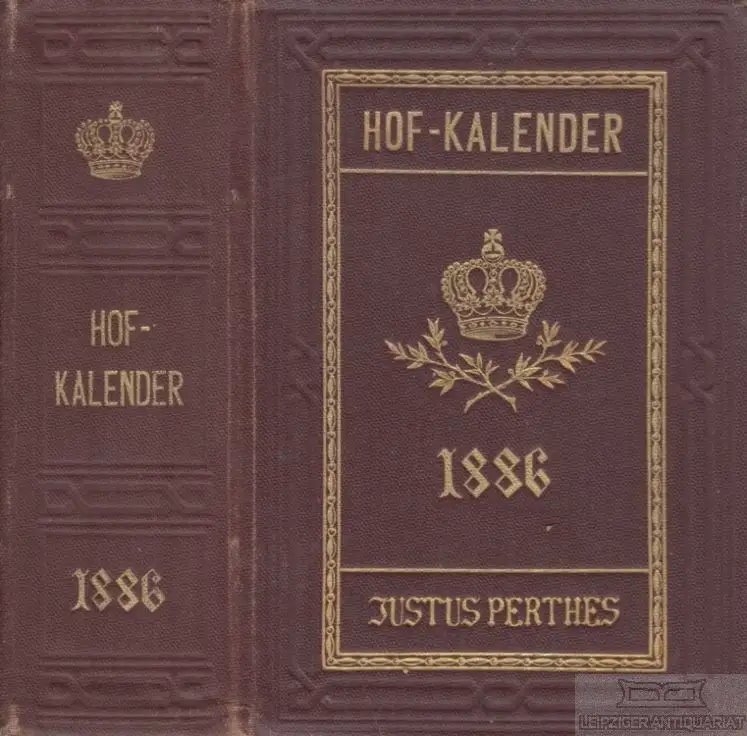 HOF-
KALENDER
1886
HOF-KALENDER
1886
JUSTUS PERTHES
LEIPZIGER ANTIQUARIAT